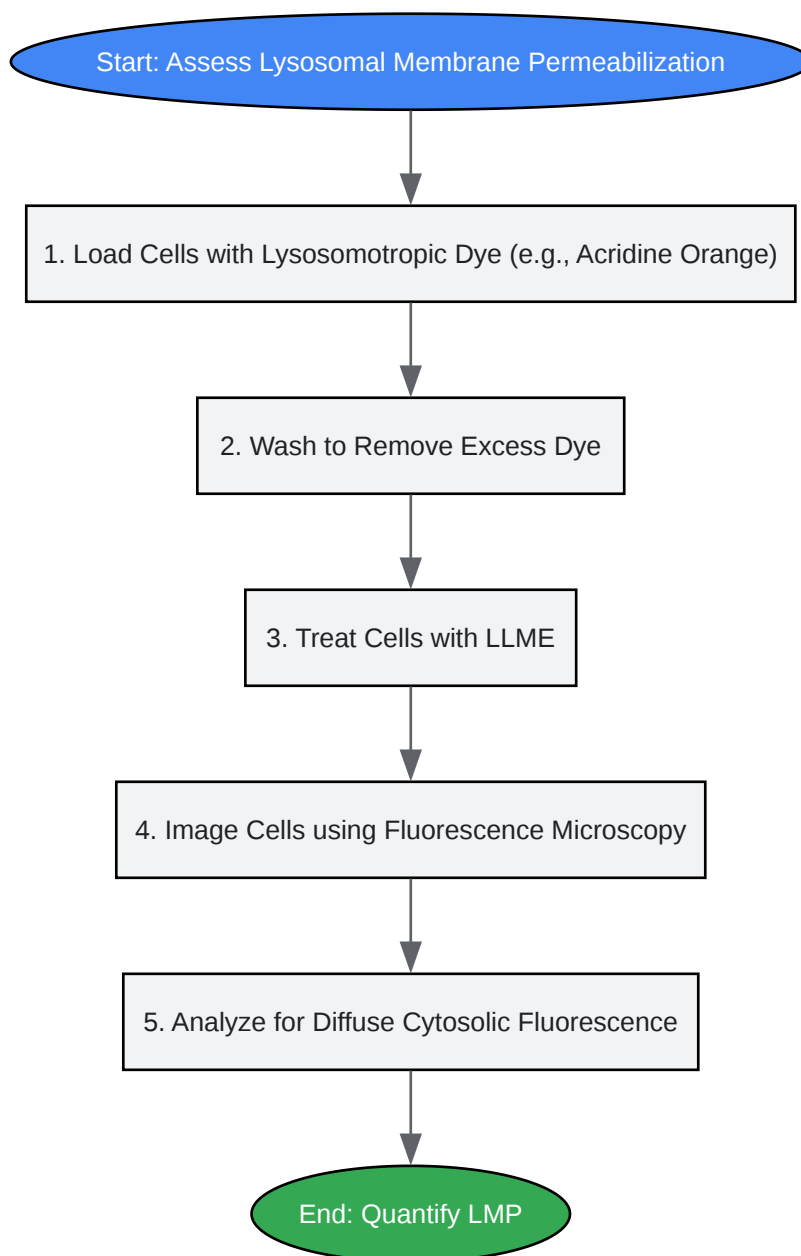 Start: Assess Lysosomal Membrane Permeabilization
1. Load Cells with Lysosomotropic Dye (e.g., Acridine Orange)
2. Wash to Remove Excess Dye
3. Treat Cells with LLME
4. Image Cells using Fluorescence Microscopy
5. Analyze for Diffuse Cytosolic Fluorescence
End: Quantify LMP